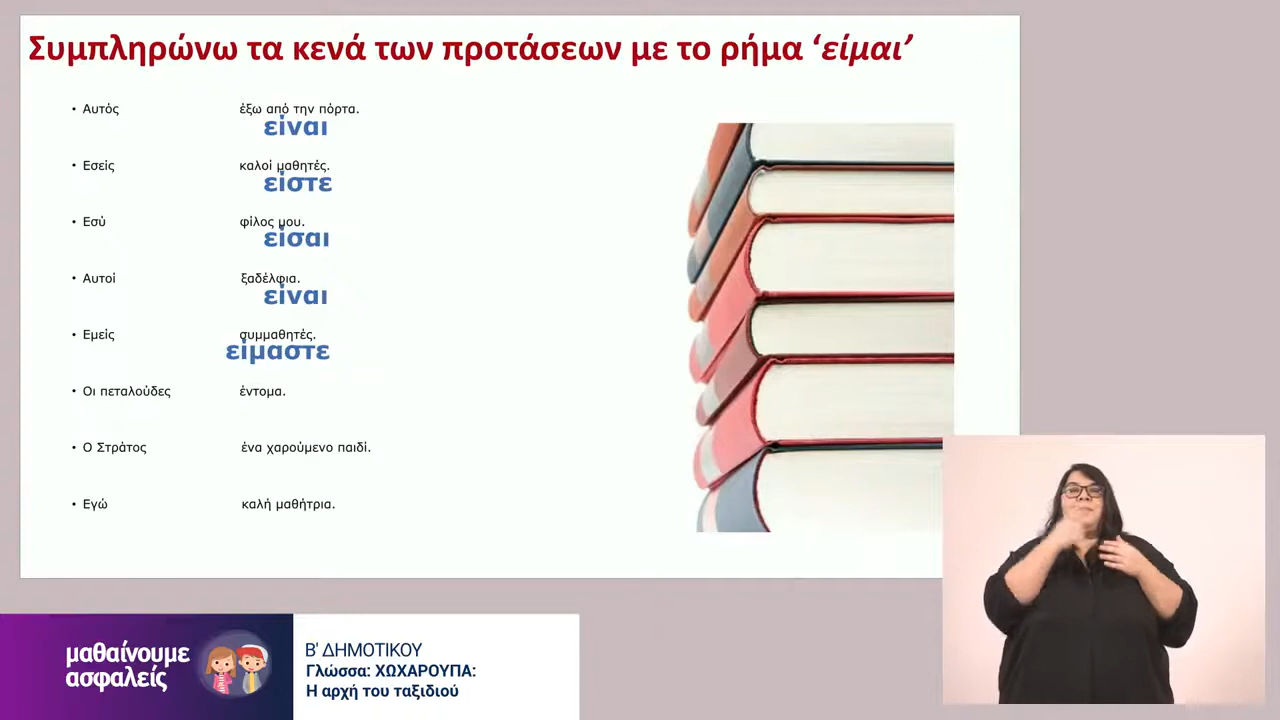 Συμπληρώνω τα κενά των προτάσεων με το ρήμα ‘είμαι’
• Αυτός έξω από την πόρτα.
είναι
• Εσείς καλοί μαθητές.
είστε
• Εσύ φίλος μου.
είσαι
• Αυτοί ξαδέλφια.
είναι
• Εμείς συμμαθητές.
είμαστε
• Οι πεταλούδες έντομα.
• Ο Στράτος ένα χαρούμενο παιδί.
• Εγώ καλή μαθήτρια.
μαθαίνουμε
ασφαλείς
Β' ΔΗΜΟΤΙΚΟΥ
Γλώσσα: ΧΩΧΑΡΟΥΠΑ:
Η αρχή του ταξιδιού